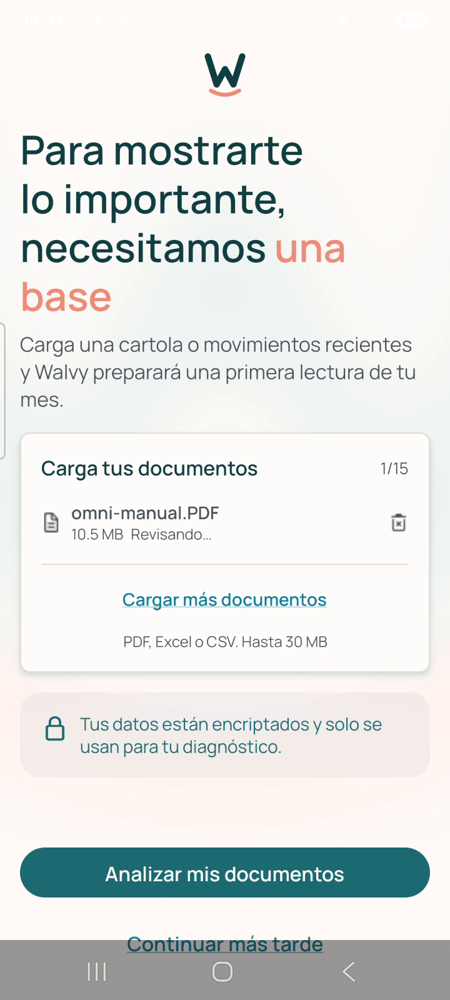 19:37
W
Para mostrarte
lo importante,
necesitamos una
base
Carga una cartola o movimientos recientes
y Walvy preparará una primera lectura de tu
mes.
Carga tus documentos 1/15
omni-manual.PDF
10.5 MB Revisando...
Cargar más documentos
PDF, Excel o CSV. Hasta 30 MB
Tus datos están encriptados y solo se
usan para tu diagnóstico.
Analizar mis documentos
Continuar más tarde